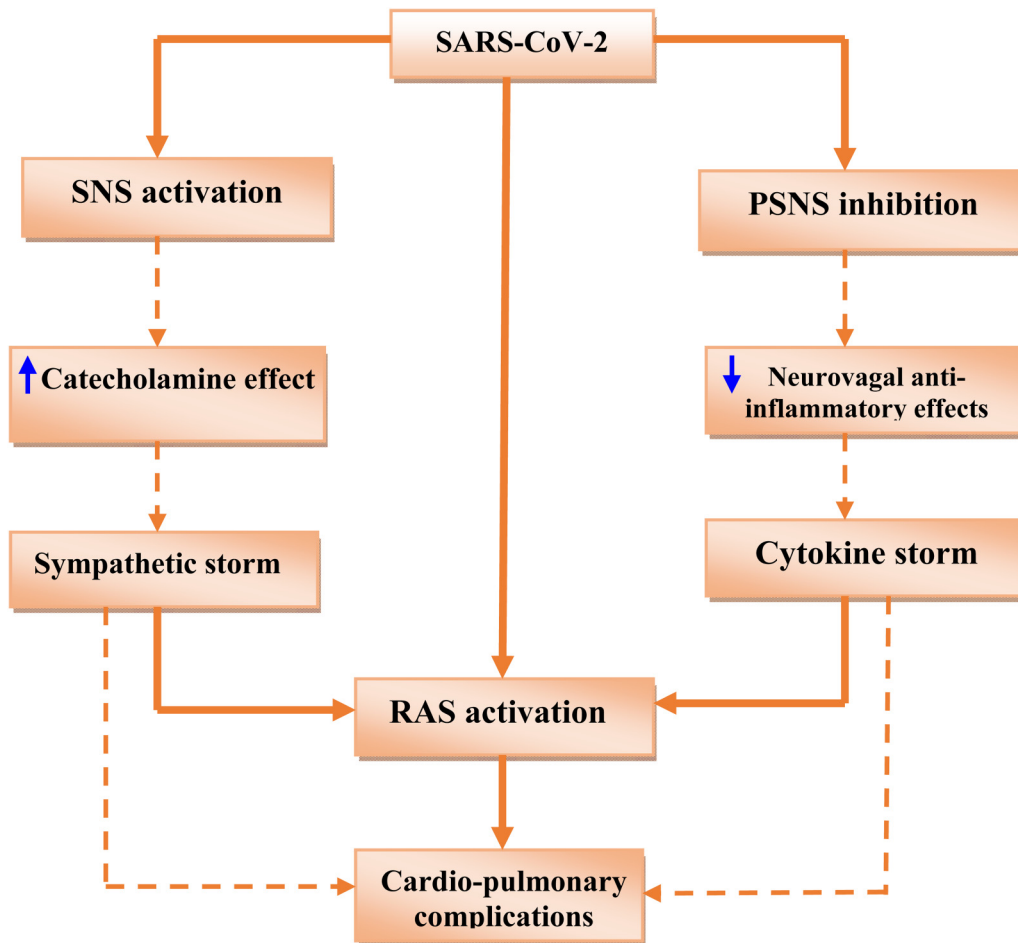 SARS-CoV-2
SNS activation
PSNS inhibition
Catecholamine effect
Neurovagal anti-
inflammatory effects
Sympathetic storm
Cytokine storm
RAS activation
Cardio-pulmonary
complications